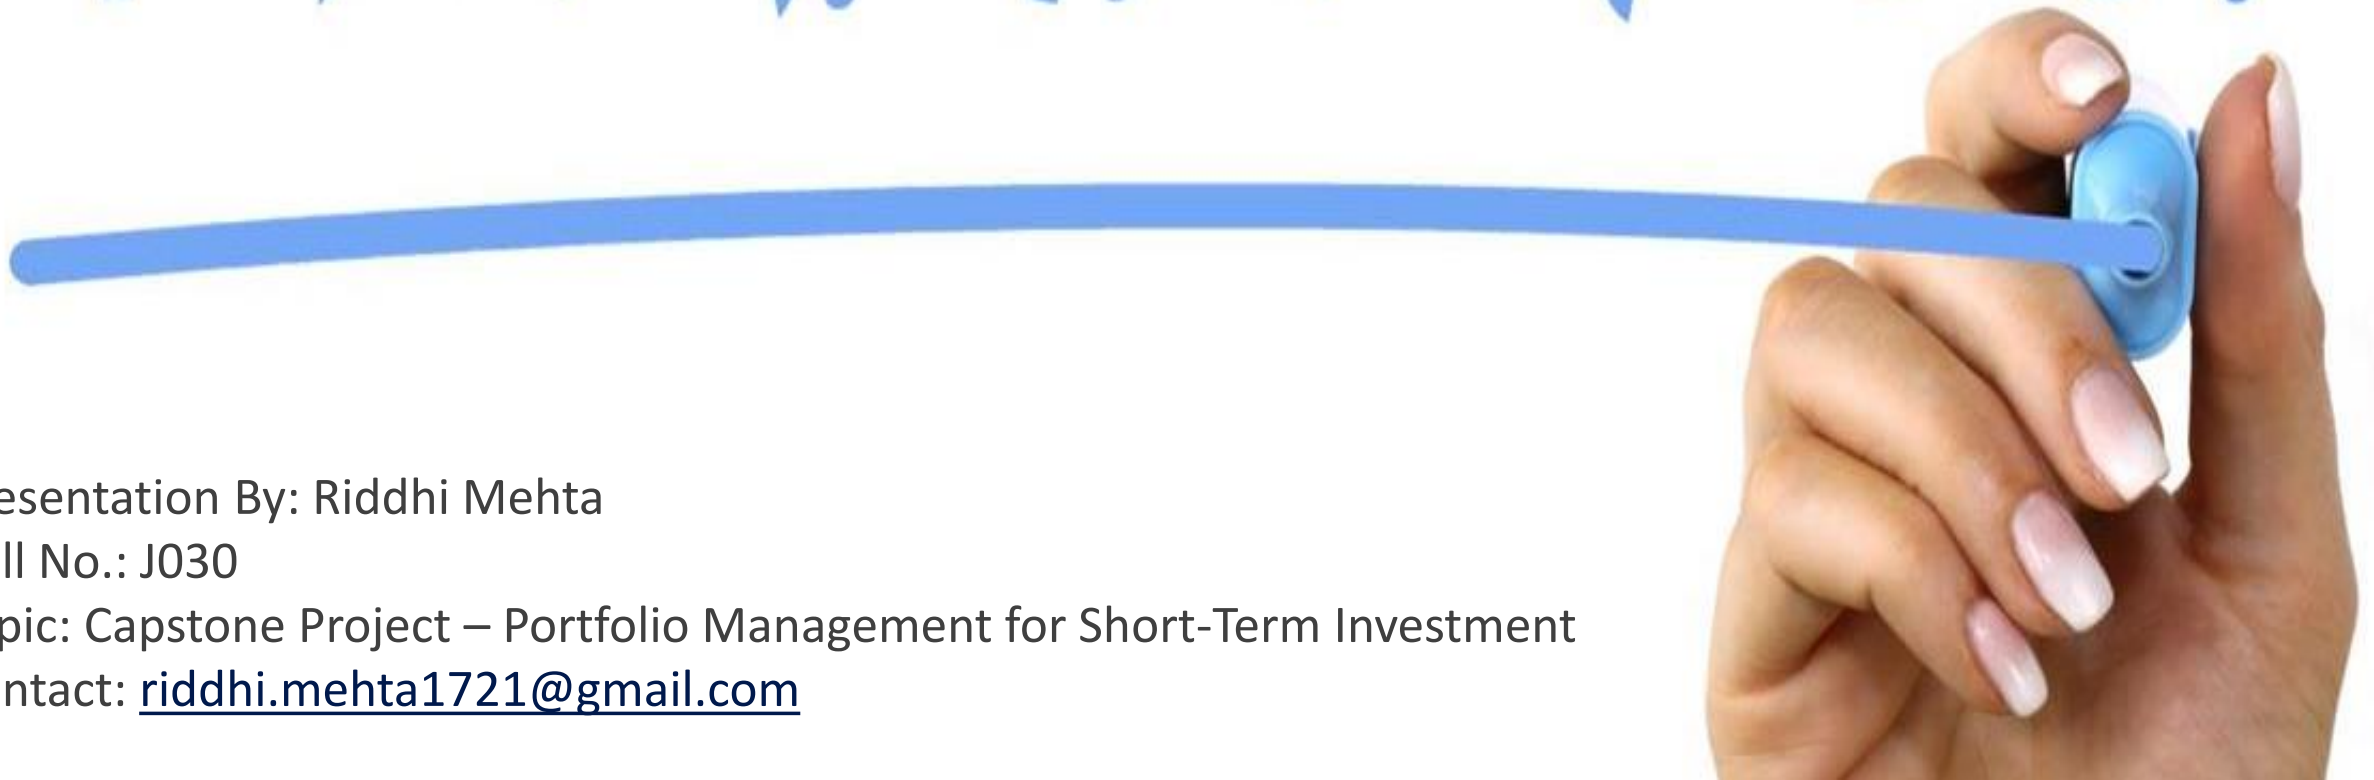 esentation By: Riddhi Mehta
ll No.: J030
pic: Capstone Project – Portfolio Management for Short-Term Investment
ntact: riddhi.mehta1721@gmail.com